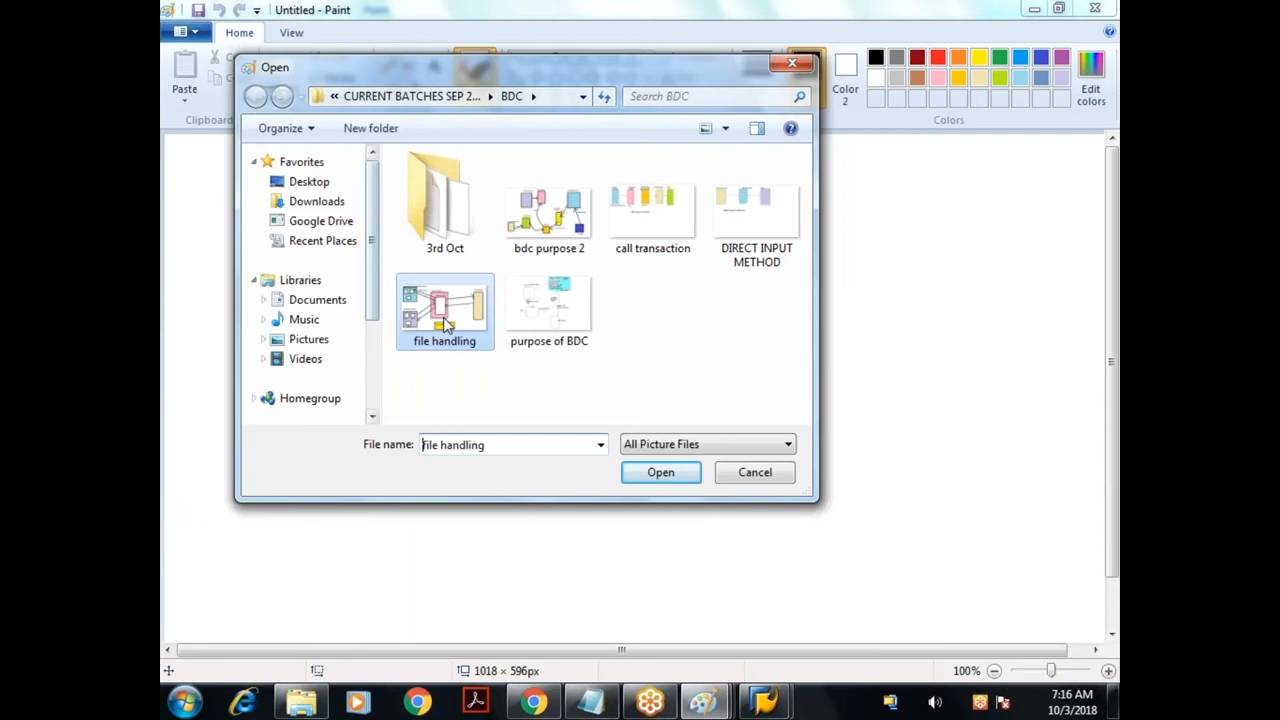 Untitled - Paint
Home View
Paste
Clipboard
Color 2
Edit colors
Colors
Open
« CURRENT BATCHES SEP 2... BDC
Search BDC
Organize New folder
Favorites
Desktop
Downloads
Google Drive
Recent Places
Libraries
Documents
Music
Pictures
Videos
Homegroup
3rd Oct
bdc purpose 2
call transaction
DIRECT INPUT
METHOD
file handling
purpose of BDC
File name: file handling
All Picture Files
Open Cancel
1018 × 596px
100%
7:16 AM
10/3/2018